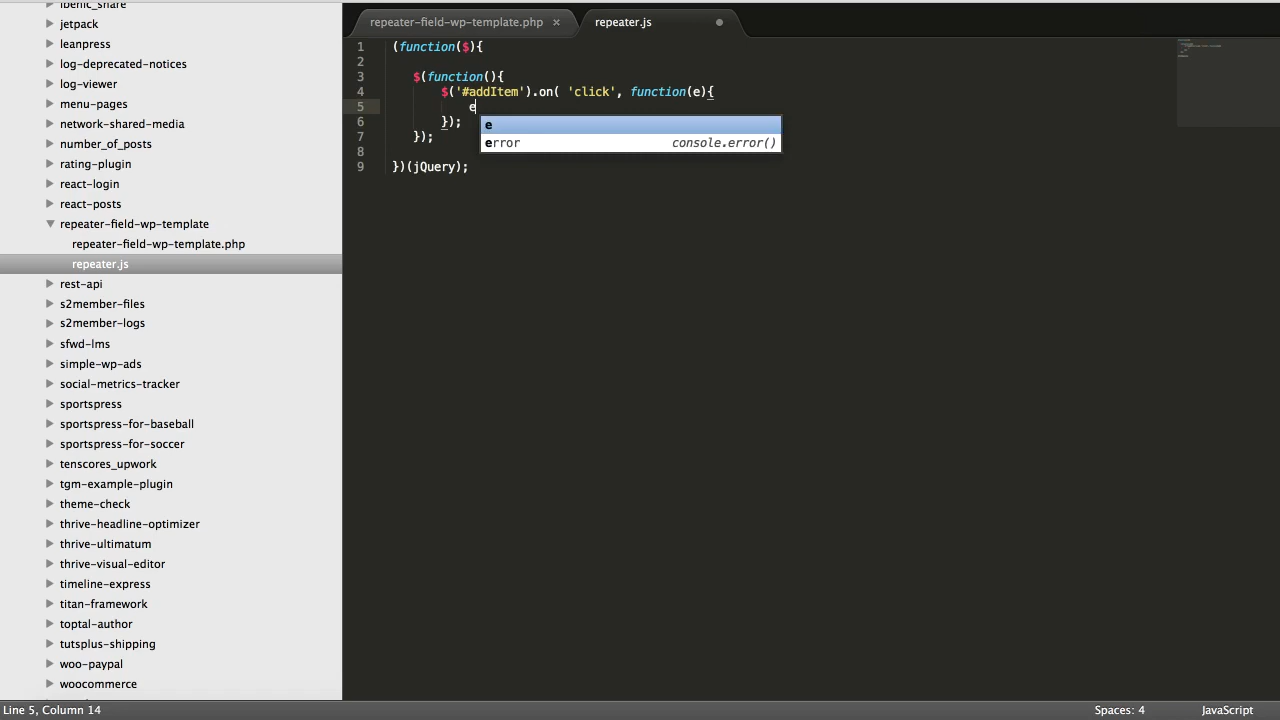 jetpack
leanpress
log-deprecated-notices
log-viewer
menu-pages
network-shared-media
number_of_posts
rating-plugin
react-login
react-posts
repeater-field-wp-template
repeater-field-wp-template.php
repeater.js
rest-api
s2member-files
s2member-logs
sfwd-lms
simple-wp-ads
social-metrics-tracker
sportspress
sportspress-for-baseball
sportspress-for-soccer
tenscores_upwork
tgm-example-plugin
theme-check
thrive-headline-optimizer
thrive-ultimatum
thrive-visual-editor
timeline-express
titan-framework
toptal-author
tutsplus-shipping
woo-paypal
woocommerce
repeater-field-wp-template.php × repeater.js
1 (function($){
2
3 $(function(){
4 $('#addItem').on( 'click', function(e){
5 e
6 });
7 });
8
9 })(jQuery);
e
error console.error()
Line 5, Column 14 Spaces: 4 JavaScript